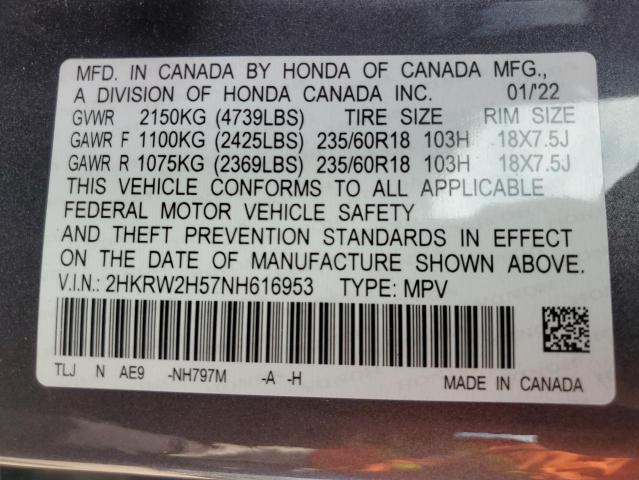 MFD. IN CANADA BY HONDA OF CANADA MFG.,
A DIVISION OF HONDA CANADA INC. 01/'22
GVWR 2150KG (4739LBS) TIRE SIZE RIM SIZE
GAWR F 1100KG (2425LBS) 235/60R18 103H 18X7.5J
GAWR R 1075KG (2369LBS) 235/60R18 103H 18X7.5J
THIS VEHICLE CONFORMS TO ALL APPLICABLE
FEDERAL MOTOR VEHICLE SAFETY
AND THEFT PREVENTION STANDARDS IN EFFECT
ON THE DATE OF MANUFACTURE SHOWN ABOVE.
V.I.N.: 2HKRW2H57NH616953 TYPE: MPV
TLJ N AE9 -NH797M -A -H
MADE IN CANADA